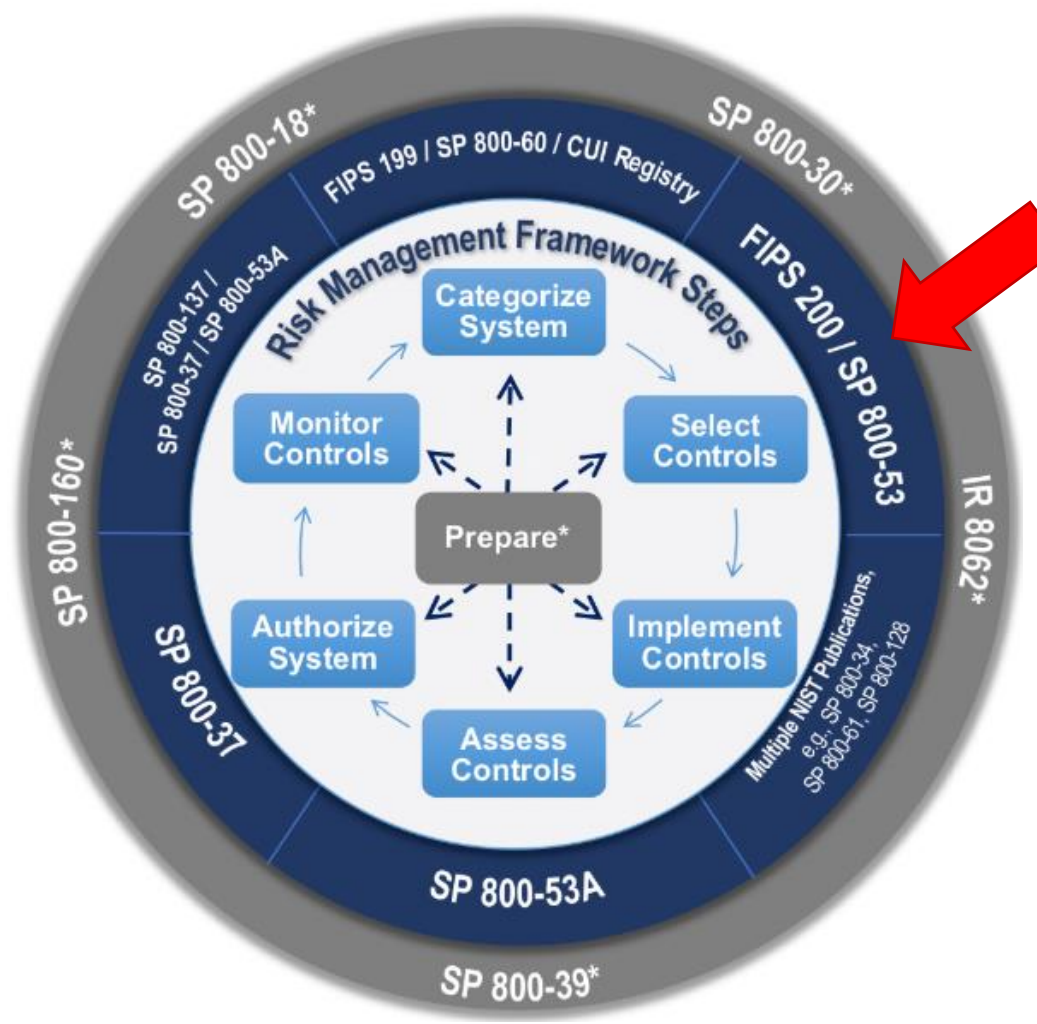 SP 800-18*
SP 800-30*
IR 8062*
SP 800-39*
SP 800-160*
FIPS 199 / SP 800-60 / CUI Registry
FIPS 200 / SP 800-53
Multiple NIST Publications,
e.g., SP 800-34,
SP 800-61, SP 800-128
SP 800-53A
SP 800-37
SP 800-137 /
SP 800-37 / SP 800-53A
Risk Management Framework Steps
Categorize
System
Select
Controls
Implement
Controls
Assess
Controls
Authorize
System
Monitor
Controls
Prepare*